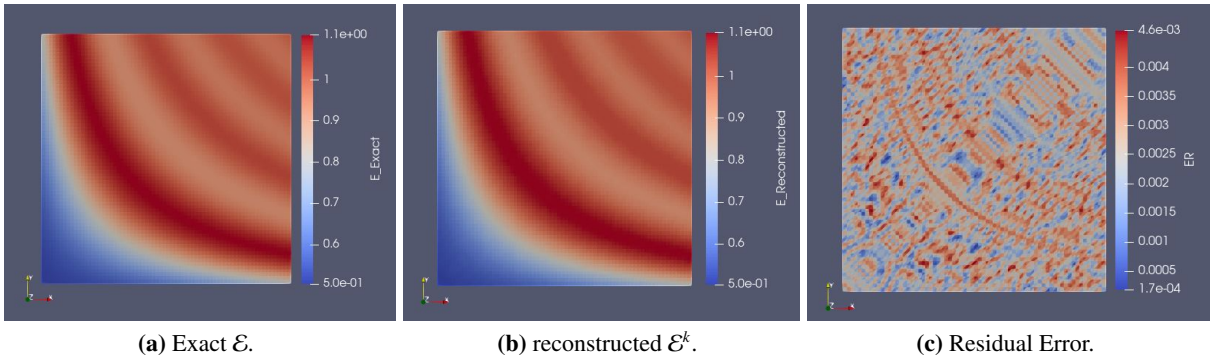 1.1e+00
1
0.9
0.8
0.7
0.6
5.0e-01
E_Exact
Y
Z
X
1.1e+00
1
0.9
0.8
0.7
0.6
5.0e-01
E_Reconstructed
Y
Z
X
4.6e-03
0.004
0.0035
0.003
0.0025
0.002
0.0015
0.001
0.0005
1.7e-04
ER
Y
Z
X
(a) Exact ℰ.
(b) reconstructed ℰᵏ.
(c) Residual Error.